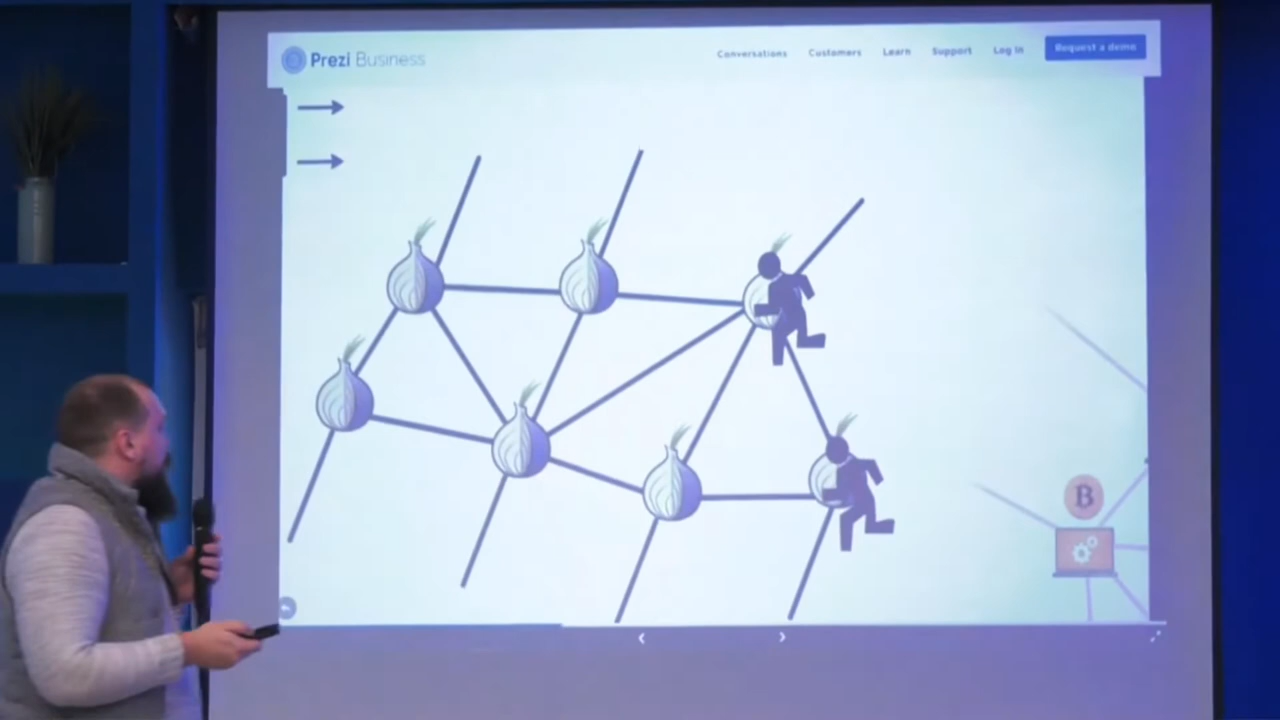 Prezi Business
Conversations Customers Learn Support Log in Request a demo
B